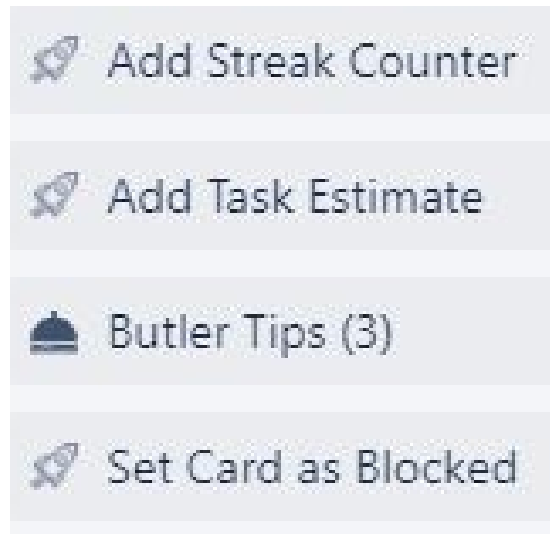 Add Streak Counter
Add Task Estimate
Butler Tips (3)
Set Card as Blocked